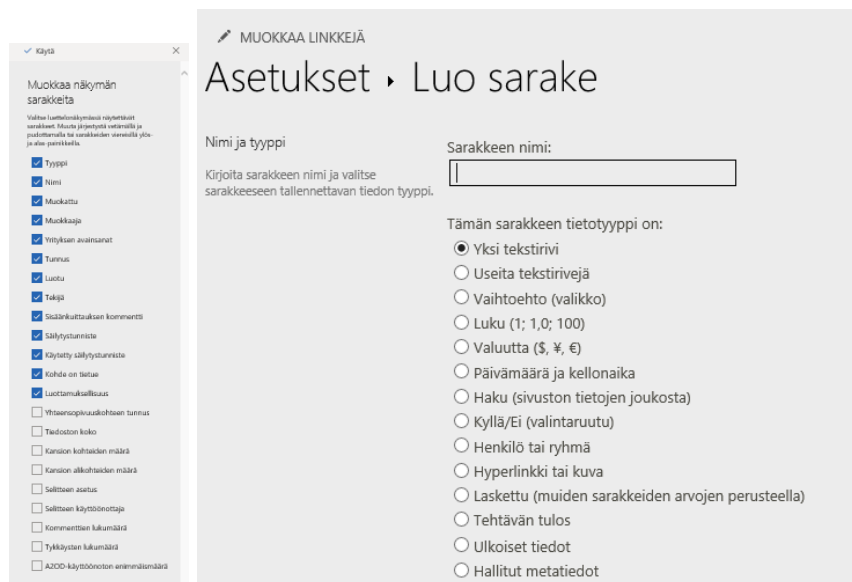 Käytä
Muokkaa näkymän
sarakkeita
Valitse luettelonäkymässä näytettävät
sarakkeet. Muuta järjestystä vetämällä ja
pudottamalla tai sarakkeiden viereisillä ylös-
ja alas-painikkeilla.
Tyyppi
Nimi
Muokattu
Muokkaaja
Yrityksen avainsanat
Tunnus
Luotu
Tekijä
Sisäänkuittauksen kommentti
Säilytystunniste
Käytetty säilytystunniste
Kohde on tietue
Luottamuksellisuus
Yhteensopivuuskohteen tunnus
Tiedoston koko
Kansion kohteiden määrä
Kansion alikohteiden määrä
Selitteen asetus
Selitteen käyttöönottaja
Kommenttien lukumäärä
Tykkäysten lukumäärä
AZOD-käyttöönoton enimmäismäärä
MUOKKAA LINKKEJÄ
Asetukset ▸ Luo sarake
Nimi ja tyyppi
Kirjoita sarakkeen nimi ja valitse
sarakkeeseen tallennettavan tiedon tyyppi.
Sarakkeen nimi:
Tämän sarakkeen tietotyyppi on:
Yksi tekstirivi
Useita tekstirivejä
Vaihtoehto (valikko)
Luku (1; 1,0; 100)
Valuutta ($, ¥, €)
Päivämäärä ja kellonaika
Haku (sivuston tietojen joukosta)
Kyllä/Ei (valintaruutu)
Henkilö tai ryhmä
Hyperlinkki tai kuva
Laskettu (muiden sarakkeiden arvojen perusteella)
Tehtävän tulos
Ulkoiset tiedot
Hallitut metatiedot